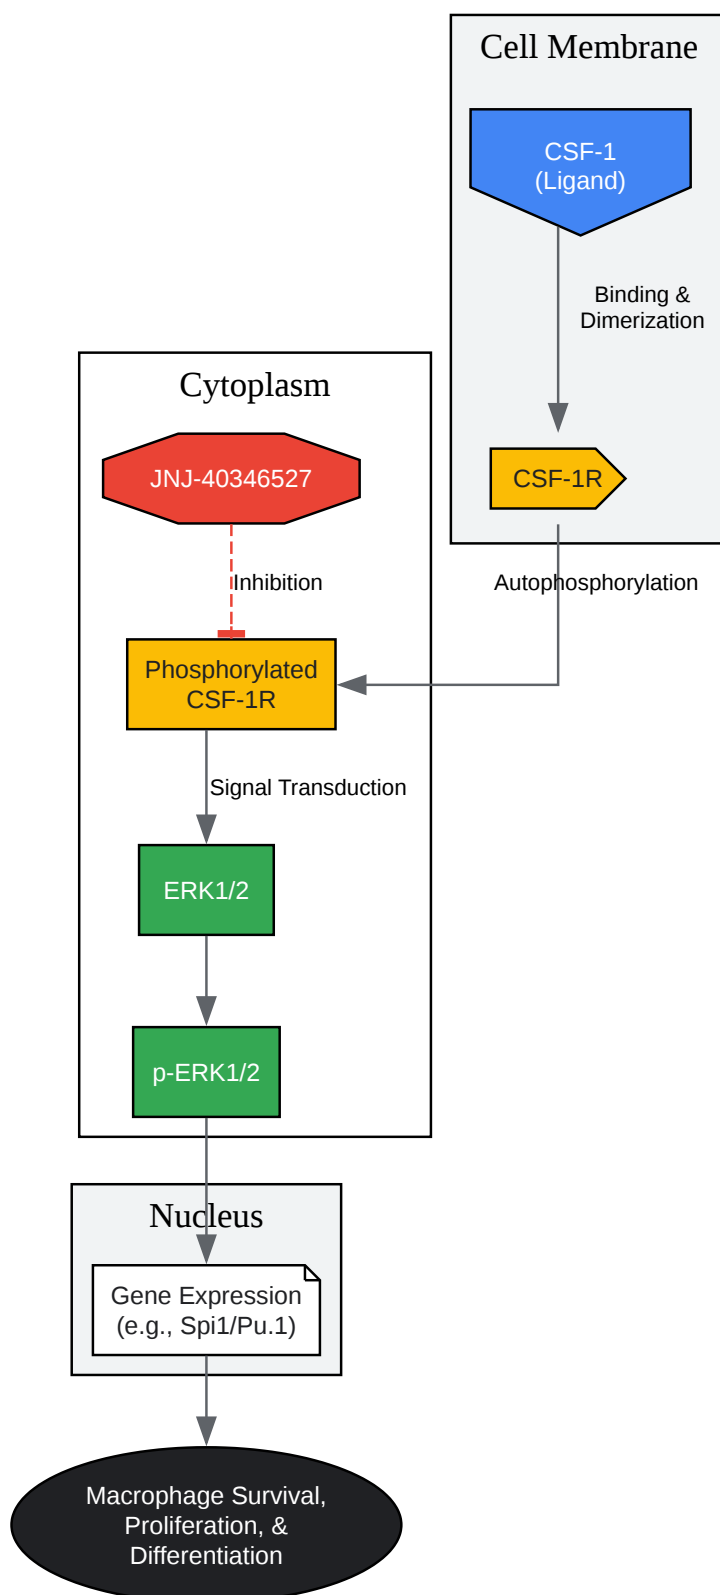 Cell Membrane
CSF-1
(Ligand)
Binding &
Dimerization
CSF-1R
Autophosphorylation
Cytoplasm
JNJ-40346527
Inhibition
Phosphorylated
CSF-1R
Signal Transduction
ERK1/2
p-ERK1/2
Nucleus
Gene Expression
(e.g., Spi1/Pu.1)
Macrophage Survival,
Proliferation, &
Differentiation